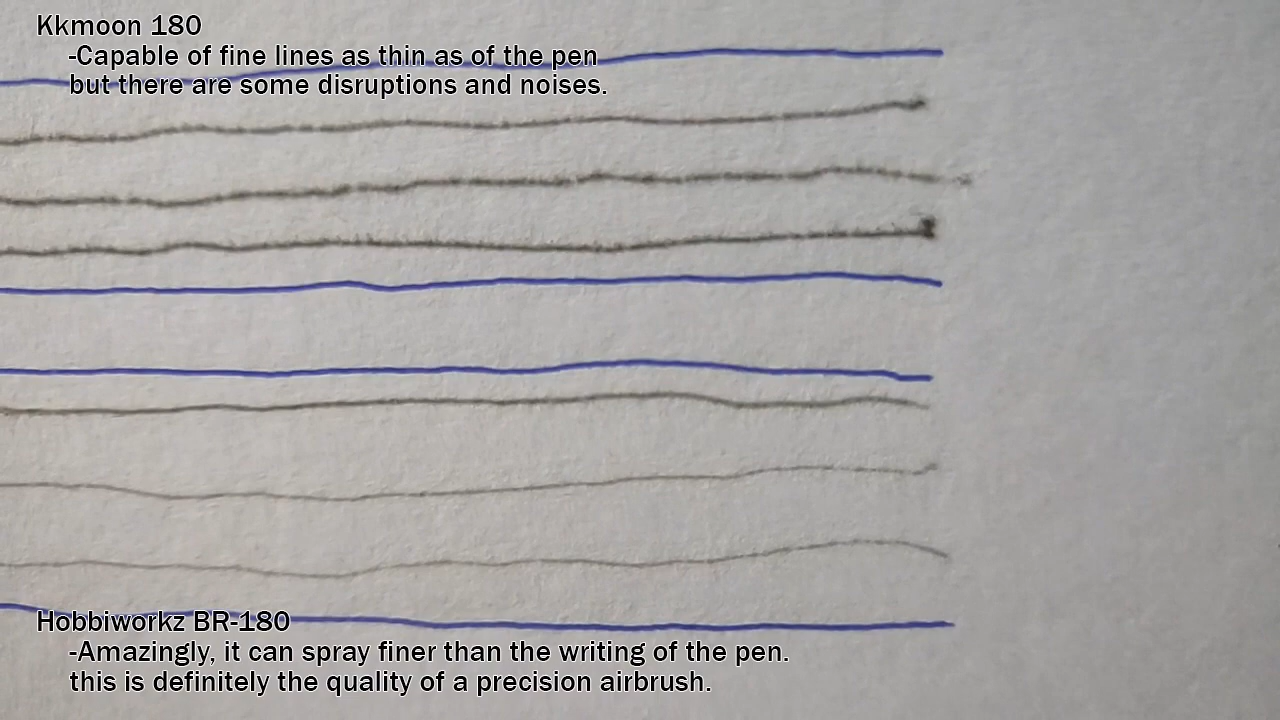 Kkmoon 180
-Capable of fine lines as thin as of the pen
but there are some disruptions and noises.
Hobbiworkz BR-180
-Amazingly, it can spray finer than the writing of the pen.
this is definitely the quality of a precision airbrush.